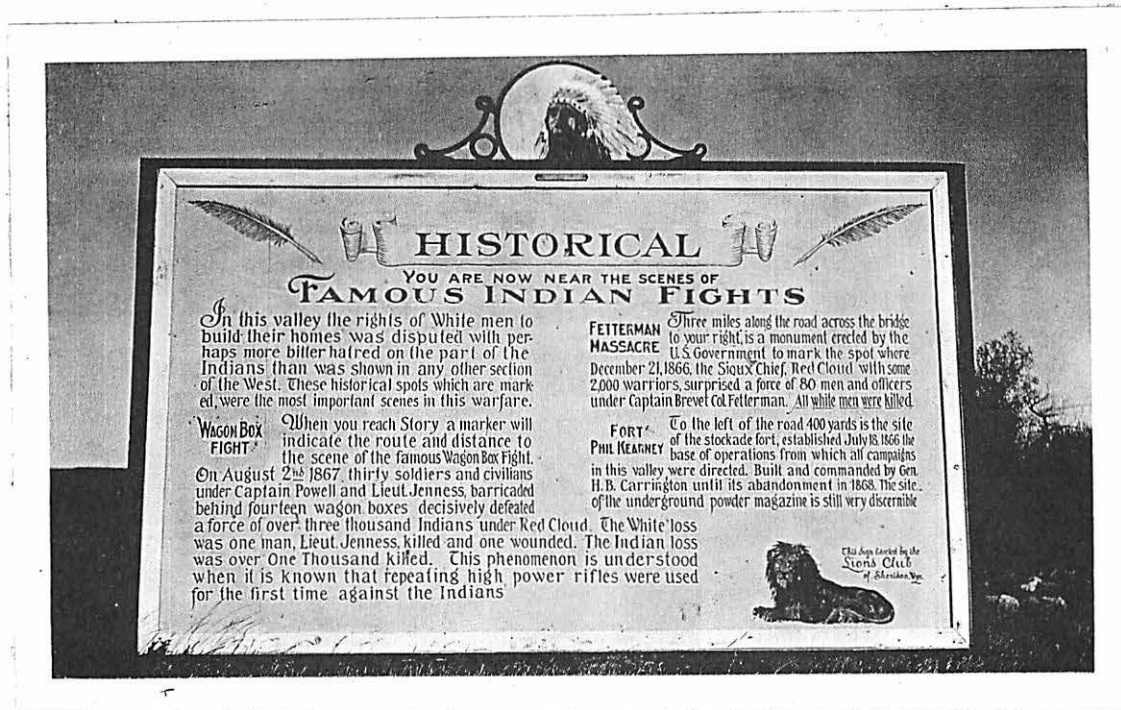 HISTORICAL
YOU ARE NOW NEAR THE SCENES OF
FAMOUS INDIAN FIGHTS
In this valley the rights of White men to
build their homes was disputed with per-
haps more bitter hatred on the part of the
Indians than was shown in any other section
of the West. These historical spots which are mark-
ed, were the most important scenes in this warfare.
WAGON BOX
FIGHT
When you reach Story a marker will
indicate the route and distance to
the scene of the famous Wagon Box Fight.
On August 2nd 1867, thirty soldiers and civilians
under Captain Powell and Lieut. Jenness, barricaded
behind fourteen wagon boxes decisively defeated
a force of over three thousand Indians under Red Cloud. The White loss
was one man, Lieut. Jenness, killed and one wounded. The Indian loss
was over One Thousand killed. This phenomenon is understood
when it is known that repeating high power rifles were used
for the first time against the Indians
FETTERMAN
MASSACRE
Three miles along the road across the bridge
to your right, is a monument erected by the
U.S. Government to mark the spot where
December 21, 1866, the Sioux Chief, Red Cloud with some
2,000 warriors, surprised a force of 80 men and officers
under Captain Brevet Col. Fetterman. All white men were killed
FORT
PHIL KEARNEY
To the left of the road 400 yards is the site
of the stockade fort, established July 18, 1866 the
base of operations from which all campaigns
in this valley were directed. Built and commanded by Gen.
H. B. Carrington until its abandonment in 1868. The site
of the underground powder magazine is still very discernible
This Sign Erected by the
Lions Club
of Sheridan, Wyo.